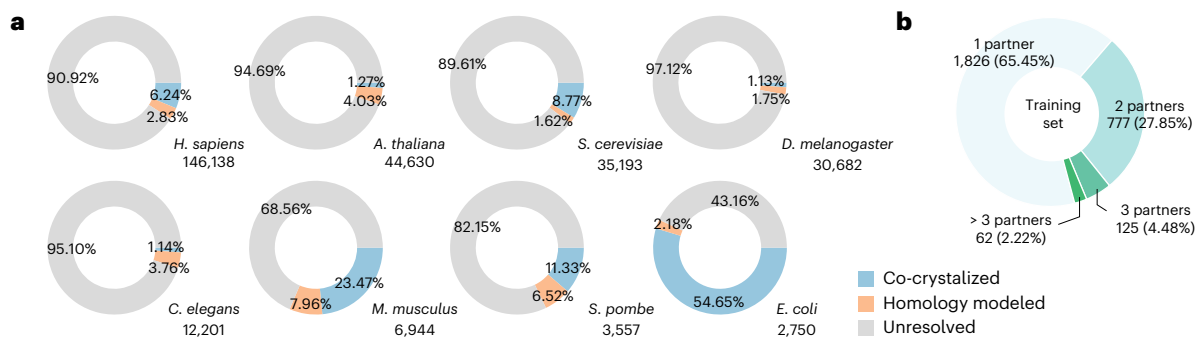 a
90.92%
6.24%
2.83%
H. sapiens
146,138
94.69%
1.27%
4.03%
A. thaliana
44,630
89.61%
8.77%
1.62%
S. cerevisiae
35,193
97.12%
1.13%
1.75%
D. melanogaster
30,682
95.10%
1.14%
3.76%
C. elegans
12,201
68.56%
23.47%
7.96%
M. musculus
6,944
82.15%
11.33%
6.52%
S. pombe
3,557
43.16%
2.18%
54.65%
E. coli
2,750
b
1 partner
1,826 (65.45%)
Training
set
2 partners
777 (27.85%)
> 3 partners
62 (2.22%)
3 partners
125 (4.48%)
Co-crystalized
Homology modeled
Unresolved